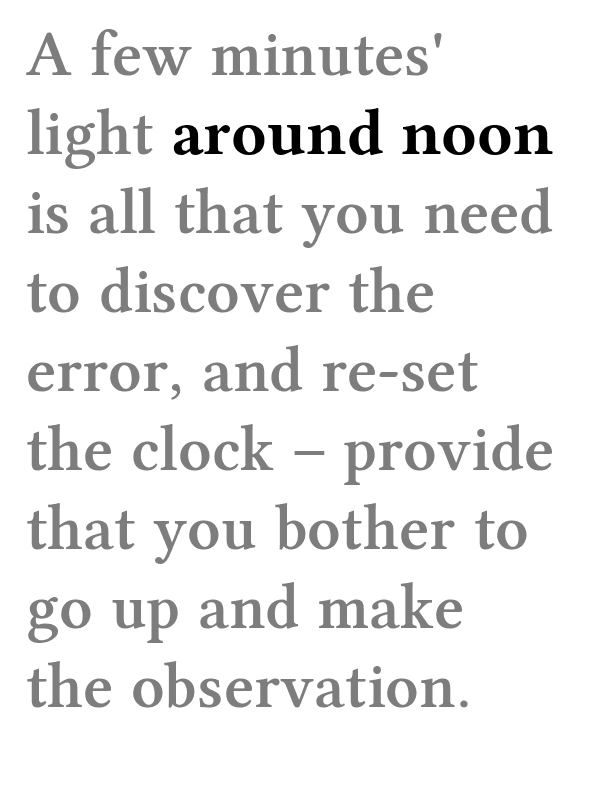 A few minutes'
light around noon
is all that you need
to discover the
error, and re-set
the clock – provide
that you bother to
go up and make
the observation.